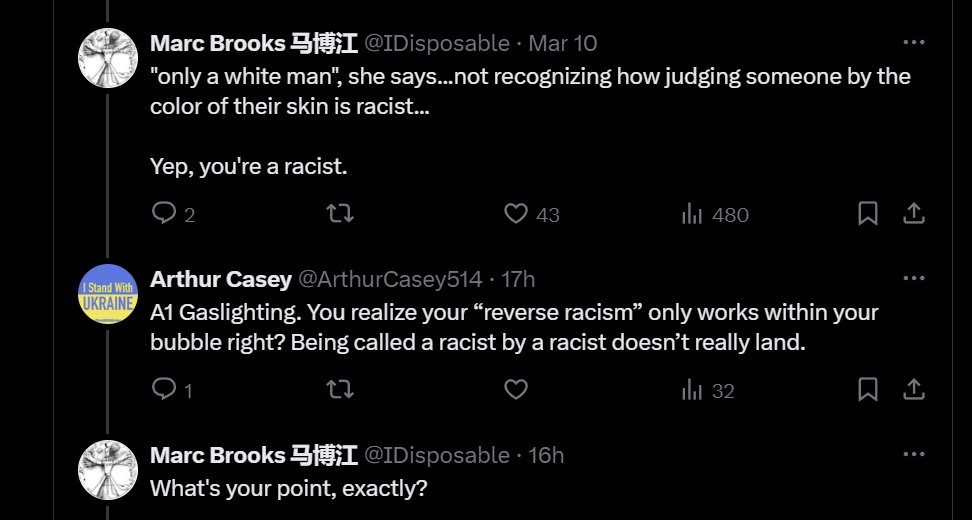 Marc Brooks 马博江 @IDisposable · Mar 10
"only a white man", she says...not recognizing how judging someone by the
color of their skin is racist...
Yep, you're a racist.
2 43 480
Arthur Casey @ArthurCasey514 · 17h
I Stand With
UKRAINE
A1 Gaslighting. You realize your “reverse racism” only works within your
bubble right? Being called a racist by a racist doesn’t really land.
1 32
Marc Brooks 马博江 @IDisposable · 16h
What's your point, exactly?